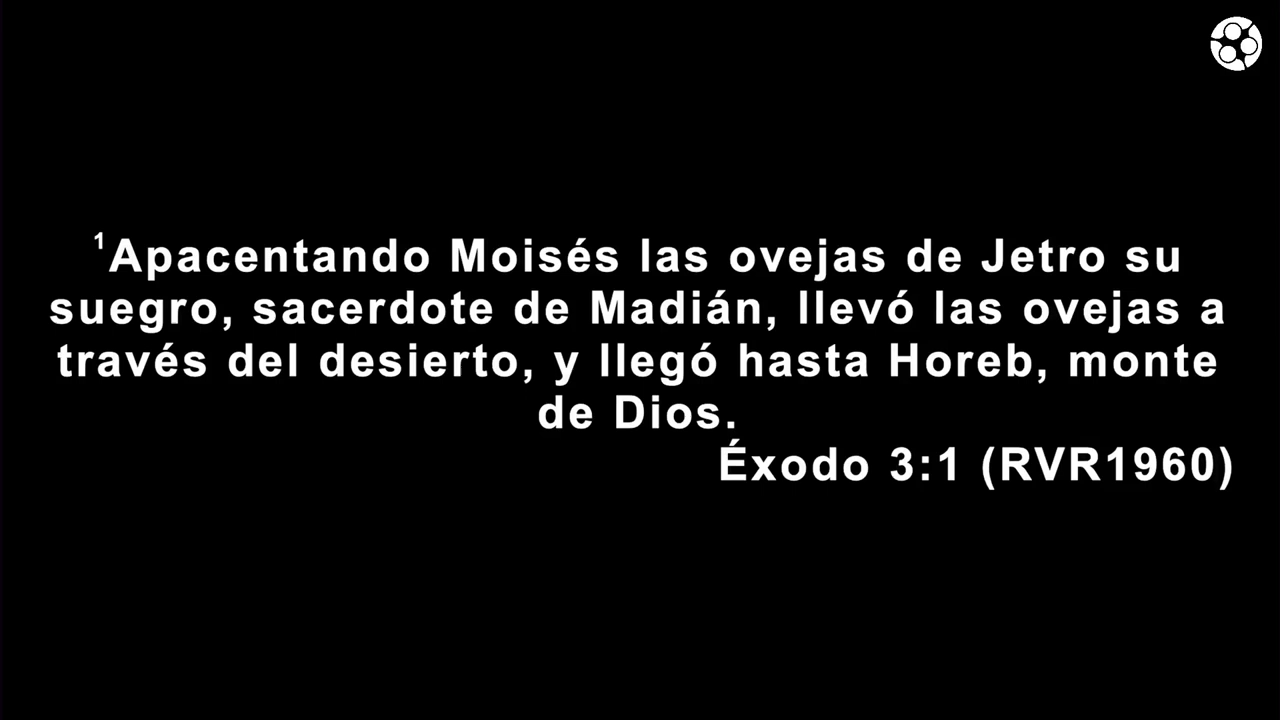 ¹Apacentando Moisés las ovejas de Jetro su
suegro, sacerdote de Madián, llevó las ovejas a
través del desierto, y llegó hasta Horeb, monte
de Dios.
Éxodo 3:1 (RVR1960)